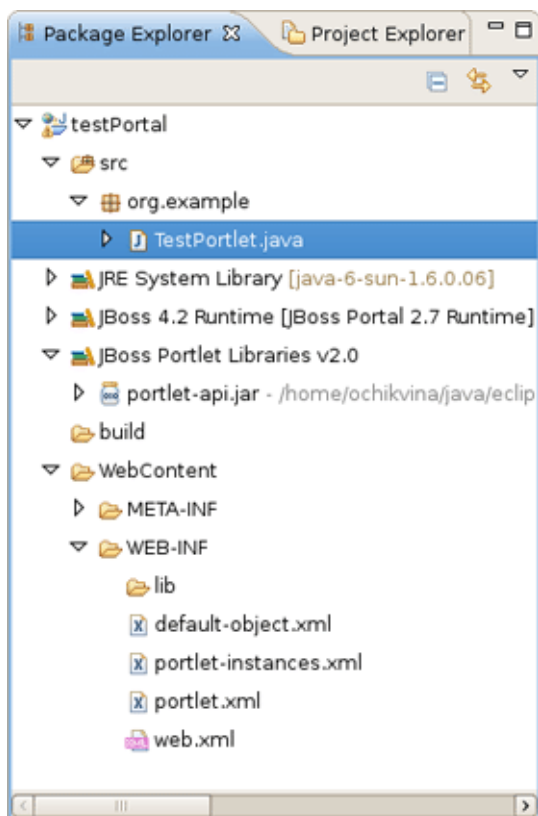 Package Explorer Project Explorer
testPortal
src
org.example
TestPortlet.java
JRE System Library [java-6-sun-1.6.0.06]
JBoss 4.2 Runtime [JBoss Portal 2.7 Runtime]
JBoss Portlet Libraries v2.0
portlet-api.jar - /home/ochikvina/java/eclip
build
WebContent
META-INF
WEB-INF
lib
default-object.xml
portlet-instances.xml
portlet.xml
web.xml